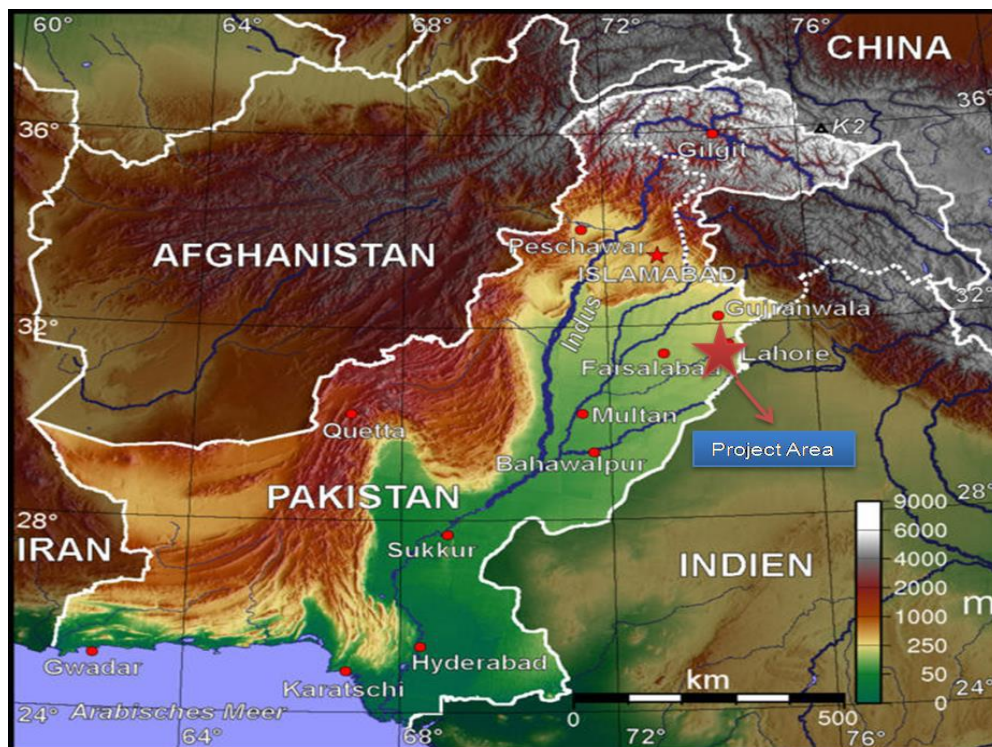 60° 64° 68° 72° 76°
CHINA
36° 36°
K2
Gilgit
AFGHANISTAN
Peschawar
ISLAMABAD
32° 32°
Indus
Gujranwala
Lahore
Faisalabad
Multan
Quetta
Project Area
Bahawalpur
PAKISTAN
28° 28°
IRAN
Sukkur
INDIEN
9000
6000
4000
2000
1000
250
50
0
m
Gwadar
Hyderabad
Karatschi
km
0 500
24° 24°
Arabisches Meer
64° 68° 72° 76°